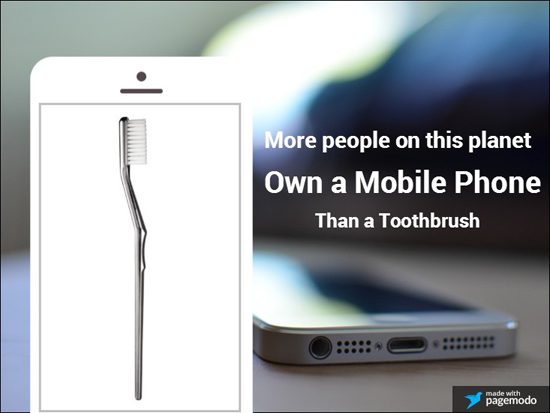 More people on this planet
Own a Mobile Phone
Than a Toothbrush
made with
pagemodo